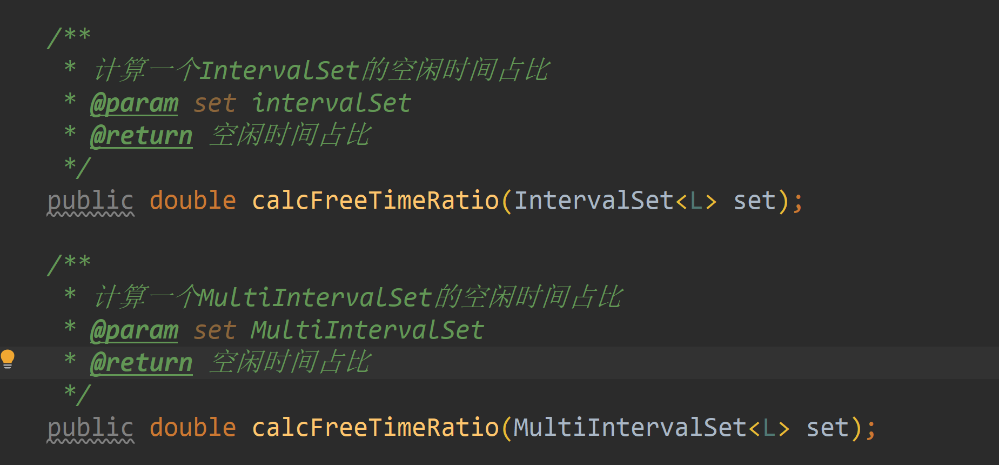 /**
 * 计算一个IntervalSet的空闲时间占比
 * @param set intervalSet
 * @return 空闲时间占比
 */
public double calcFreeTimeRatio(IntervalSet<L> set);
/**
 * 计算一个MultiIntervalSet的空闲时间占比
 * @param set MultiIntervalSet
 * @return 空闲时间占比
 */
public double calcFreeTimeRatio(MultiIntervalSet<L> set);